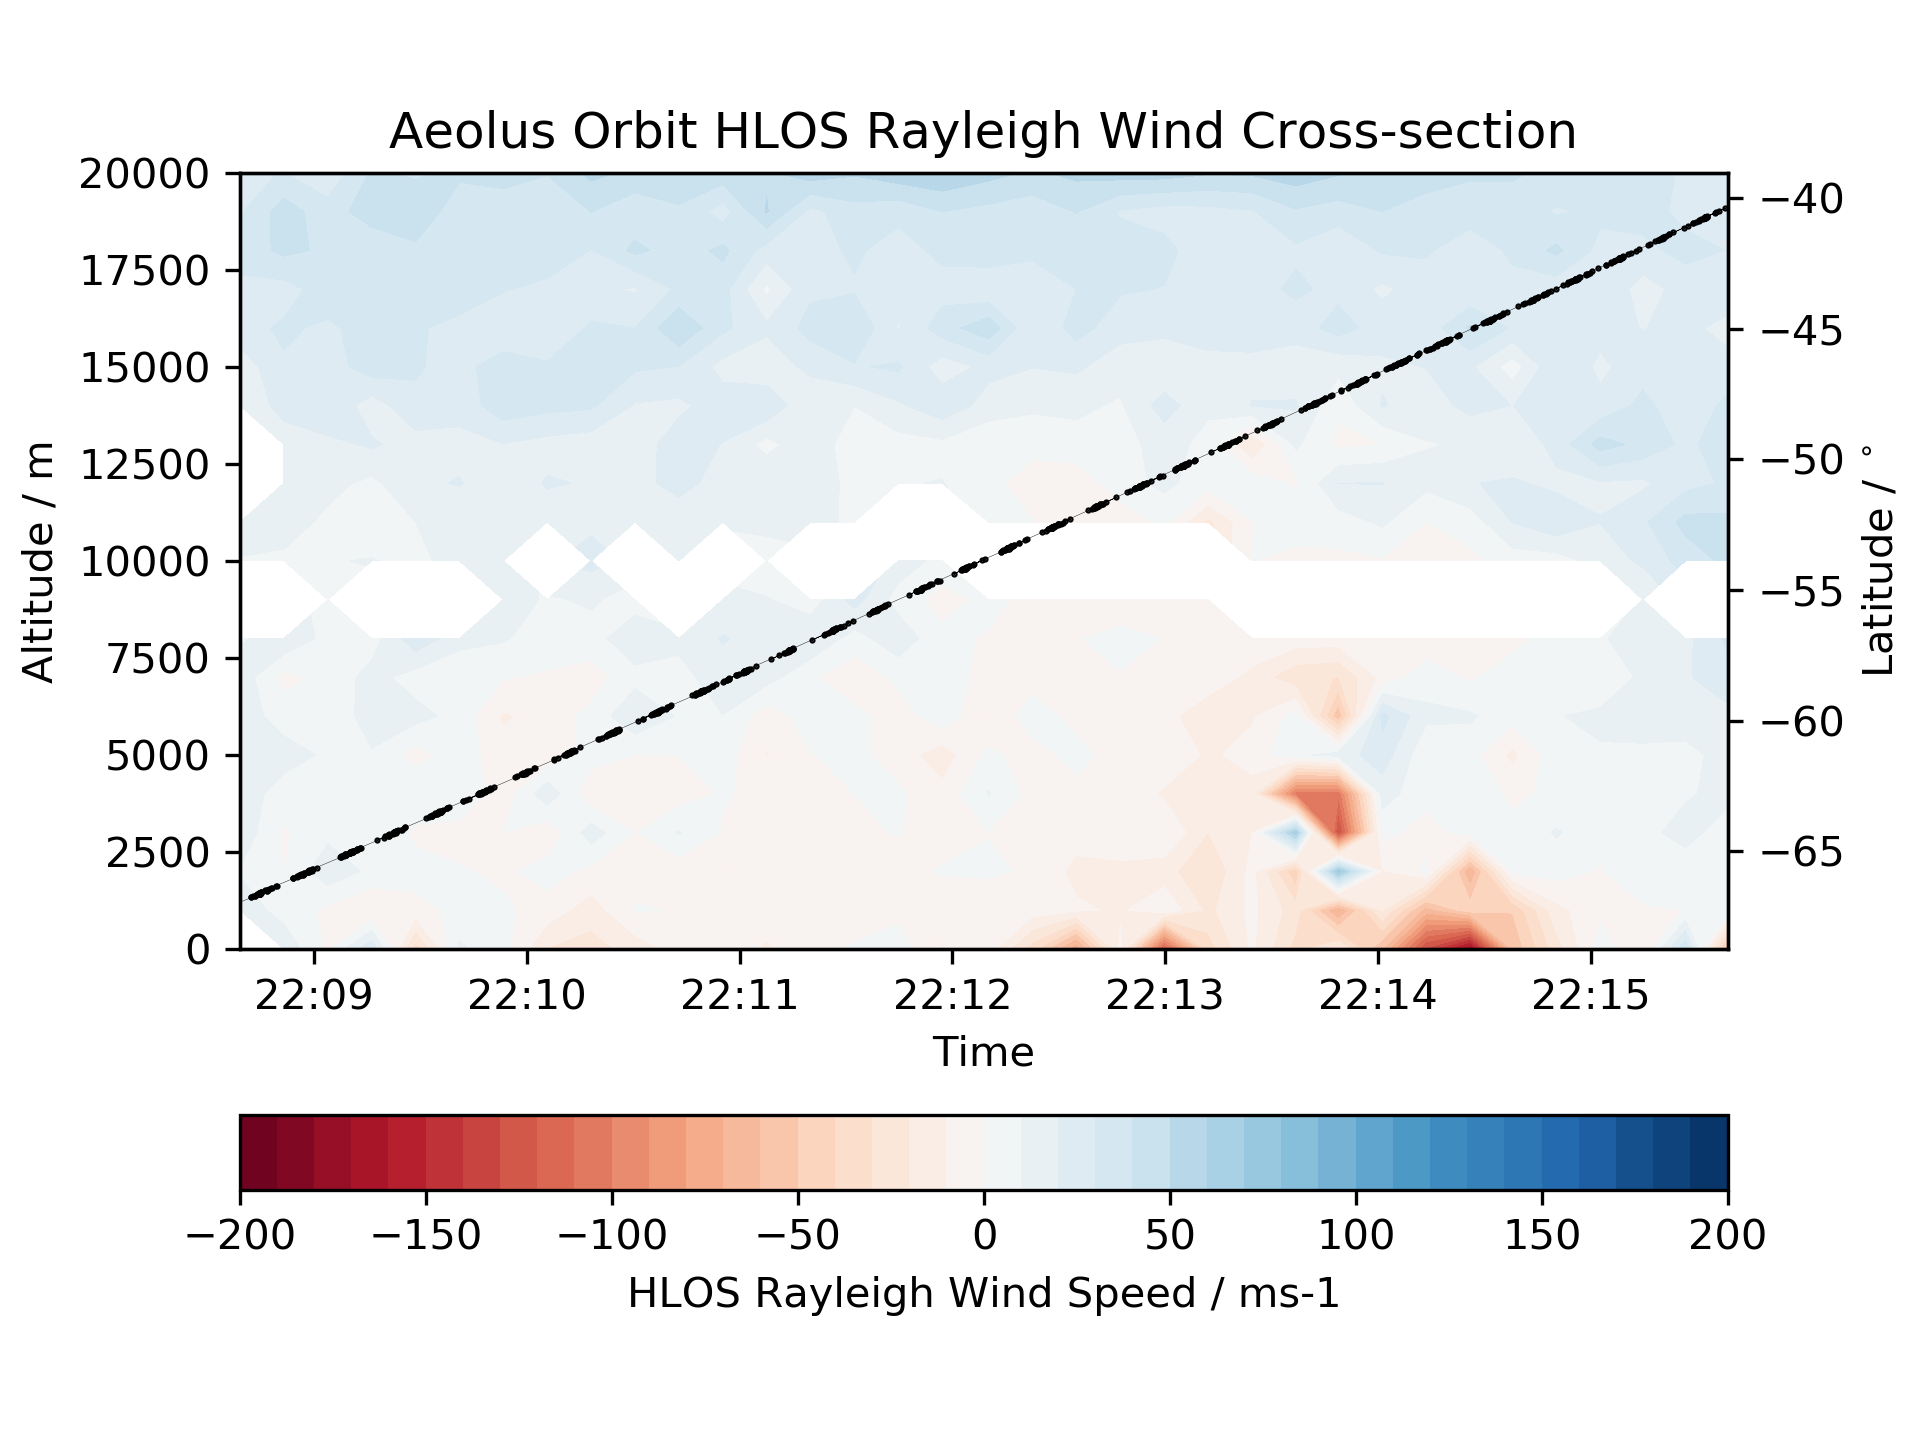 Aeolus Orbit HLOS Rayleigh Wind Cross-section
20000
17500
15000
12500
10000
7500
5000
2500
0
Altitude / m
−40
−45
−50
−55
−60
−65
Latitude / °
22:09 22:10 22:11 22:12 22:13 22:14 22:15
Time
−200 −150 −100 −50 0 50 100 150 200
HLOS Rayleigh Wind Speed / ms-1